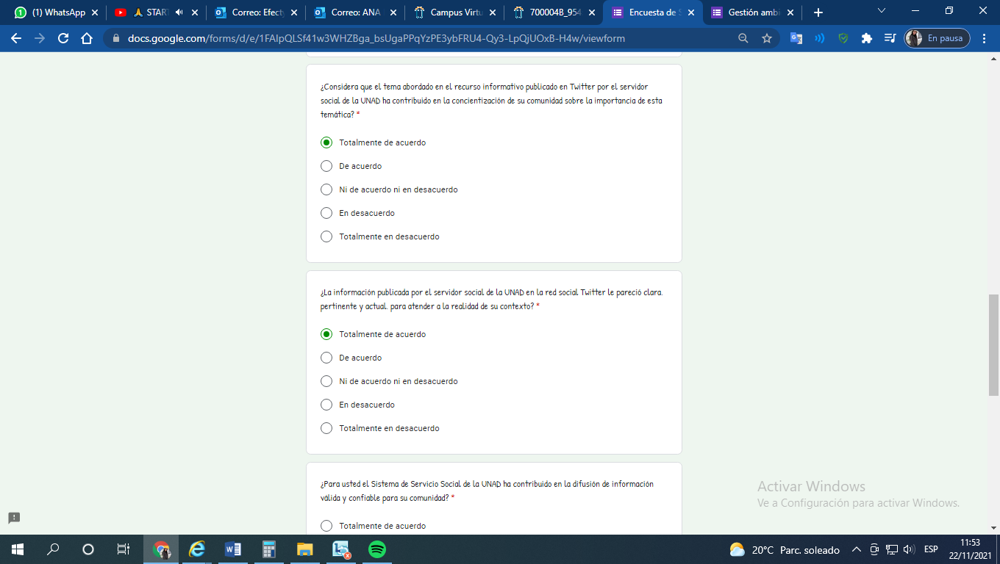 (1) WhatsApp
START
Correo: Efect
Correo: ANA
Campus Virtu
700004B_954
Encuesta de S
Gestión ambi
docs.google.com/forms/d/e/1FAIpQLSf41w3WHZBga_bsUgaPPqYzPE3ybFRU4-Qy3-LpQjUOxB-H4w/viewform
En pausa
¿Considera que el tema abordado en el recurso informativo publicado en Twitter por el servidor
social de la UNAD ha contribuido en la concientización de su comunidad sobre la importancia de esta
temática? *
Totalmente de acuerdo
De acuerdo
Ni de acuerdo ni en desacuerdo
En desacuerdo
Totalmente en desacuerdo
¿La información publicada por el servidor social de la UNAD en la red social Twitter le pareció clara,
pertinente y actual, para atender a la realidad de su contexto? *
Totalmente de acuerdo
De acuerdo
Ni de acuerdo ni en desacuerdo
En desacuerdo
Totalmente en desacuerdo
¿Para usted el Sistema de Servicio Social de la UNAD ha contribuido en la difusión de información
válida y confiable para su comunidad? *
Totalmente de acuerdo
Activar Windows
Ve a Configuración para activar Windows.
20°C Parc. soleado
ESP
11:53
22/11/2021